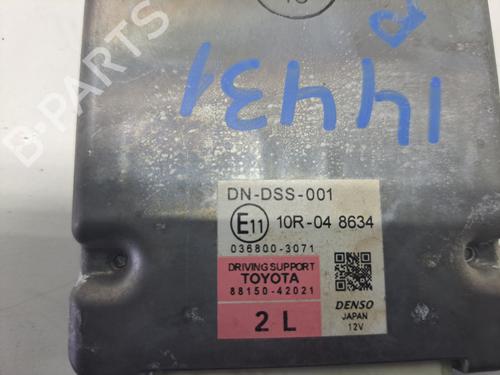 14431
DN-DSS-001
E11 10R-04 8634
036800-3071
DRIVING SUPPORT
TOYOTA
88150-42021
2 L
DENSO
JAPAN
12V
B-PARTS